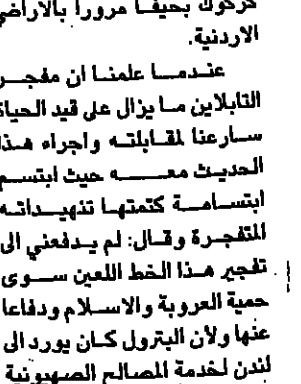 كركوك بحيفا مرورا بالاراضي
الاردنية.
عندما علمنا ان مفجر
التابلاين ما يزال على قيد الحياة
سارعنا لمقابلته واجراء هذا
الحديث معه حيث ابتسم
ابتسامة كتمتها تنهيداته
المتفجرة وقال: لم يدفعني الى
تفجير هذا الخط اللعين سوى
حمية العروبة والاسلام ودفاعا
عنها ولأن البترول كان يورد الى
لندن لخدمة المصالح الصهيونية